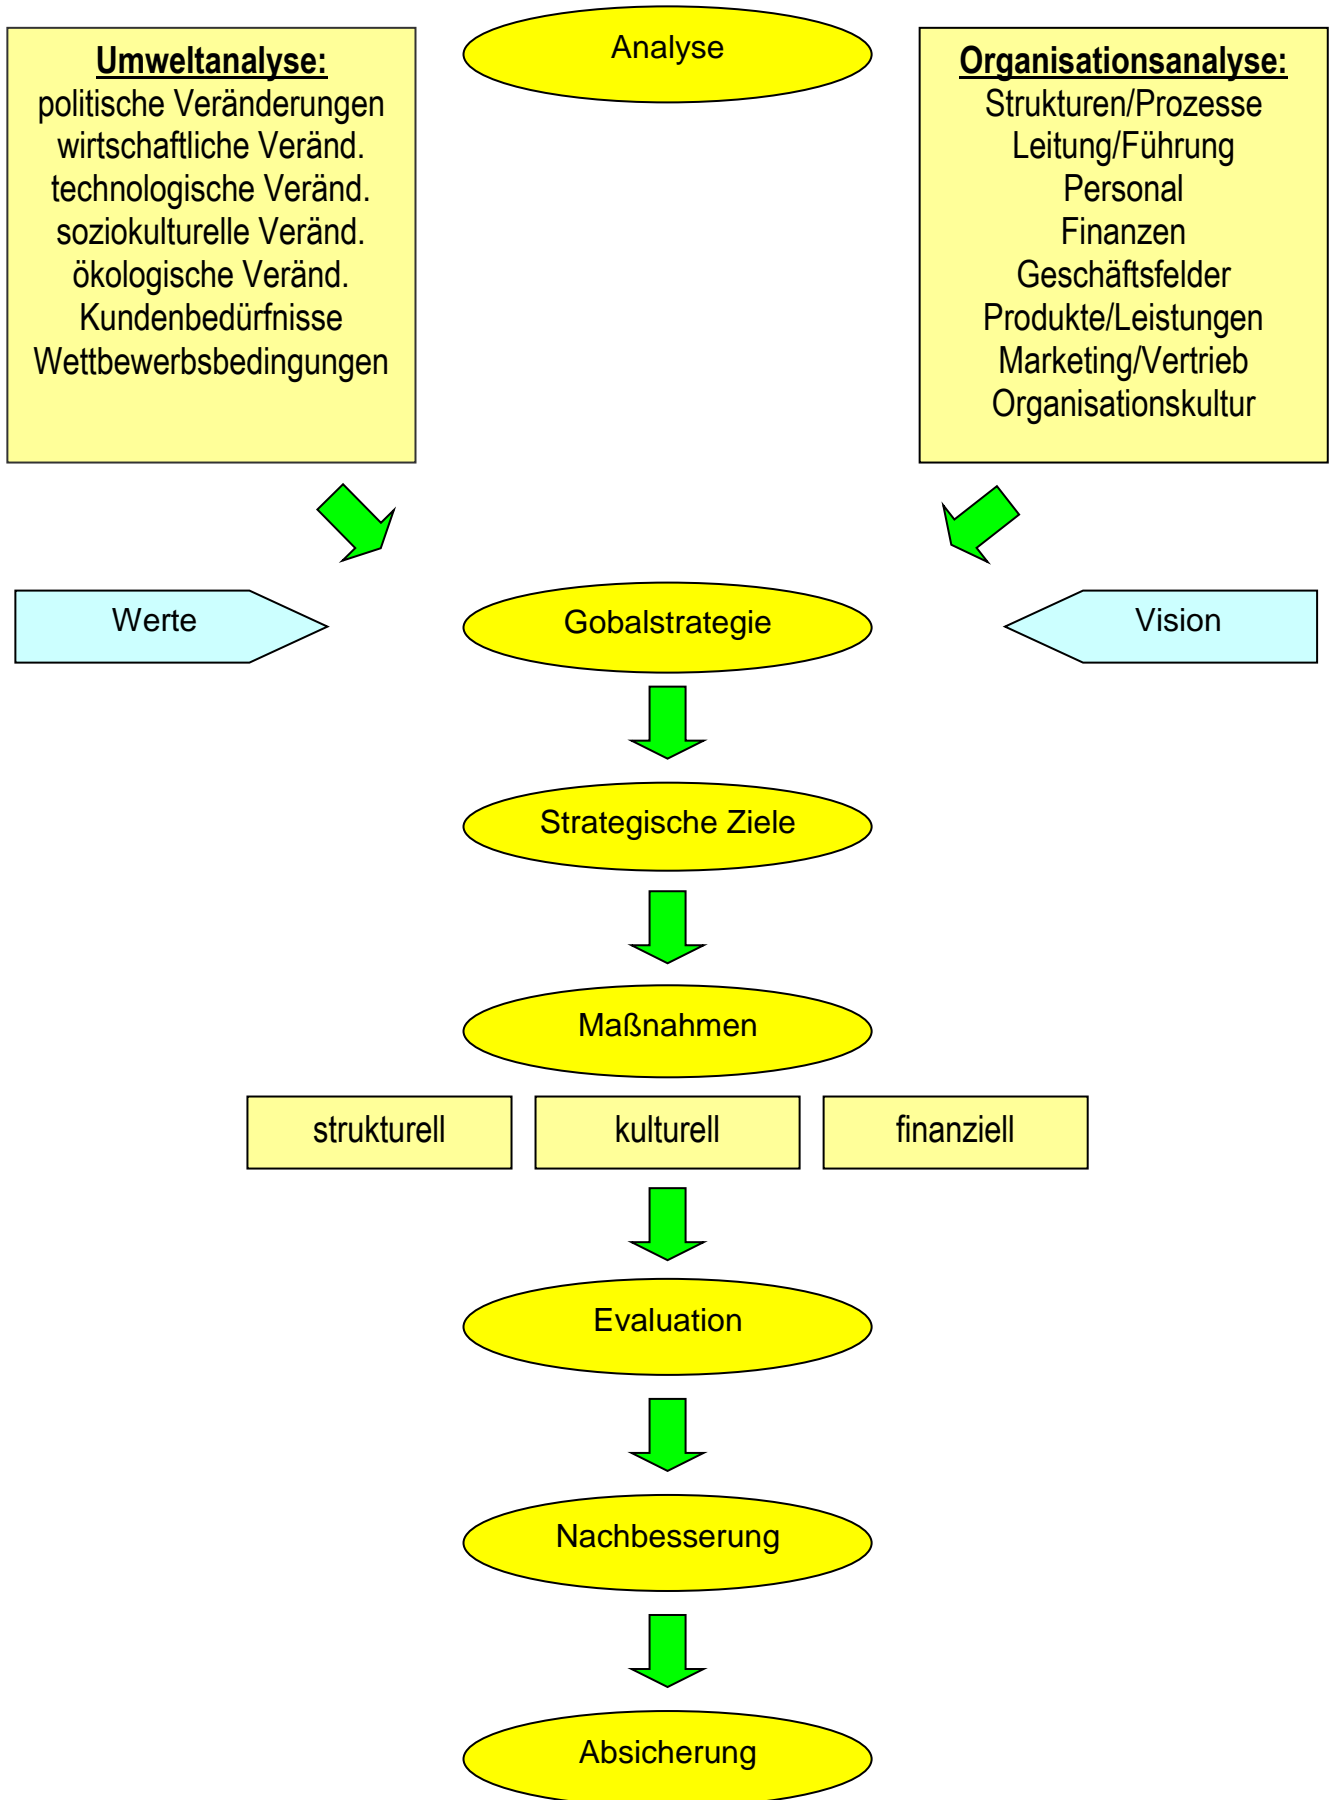 Analyse
Umweltanalyse:
politische Veränderungen
wirtschaftliche Veränd.
technologische Veränd.
soziokulturelle Veränd.
ökologische Veränd.
Kundenbedürfnisse
Wettbewerbsbedingungen
Organisationsanalyse:
Strukturen/Prozesse
Leitung/Führung
Personal
Finanzen
Geschäftsfelder
Produkte/Leistungen
Marketing/Vertrieb
Organisationskultur
Werte
Gobalstrategie
Vision
Strategische Ziele
Maßnahmen
strukturell
kulturell
finanziell
Evaluation
Nachbesserung
Absicherung